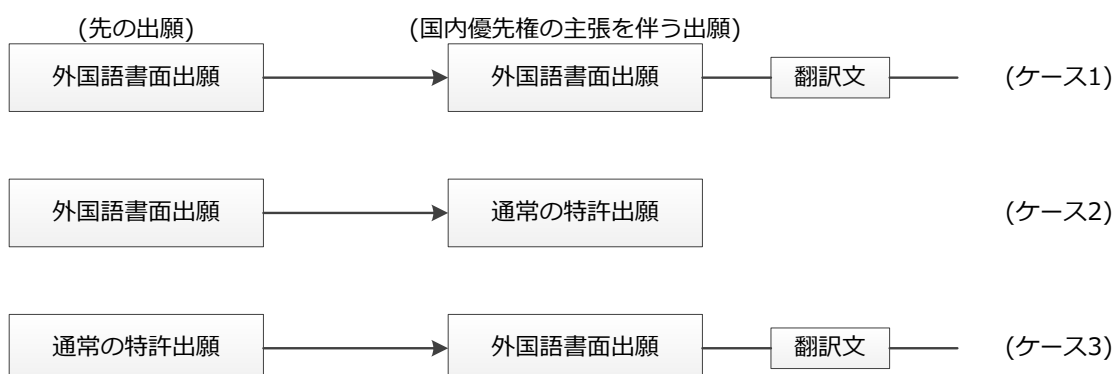 (先の出願) (国内優先権の主張を伴う出願)
外国語書面出願 外国語書面出願 翻訳文 (ケース1)
外国語書面出願 通常の特許出願 (ケース2)
通常の特許出願 外国語書面出願 翻訳文 (ケース3)